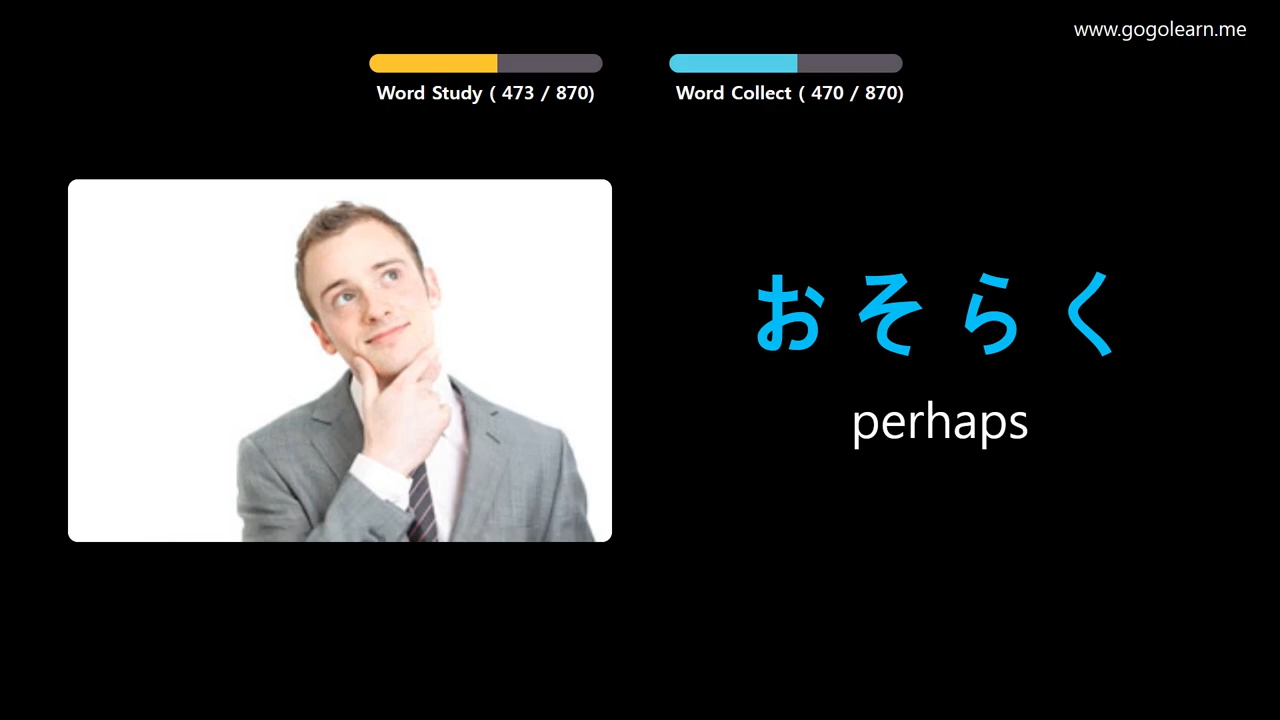 www.gogolearn.me
Word Study ( 473 / 870)
Word Collect ( 470 / 870)
おそらく
perhaps